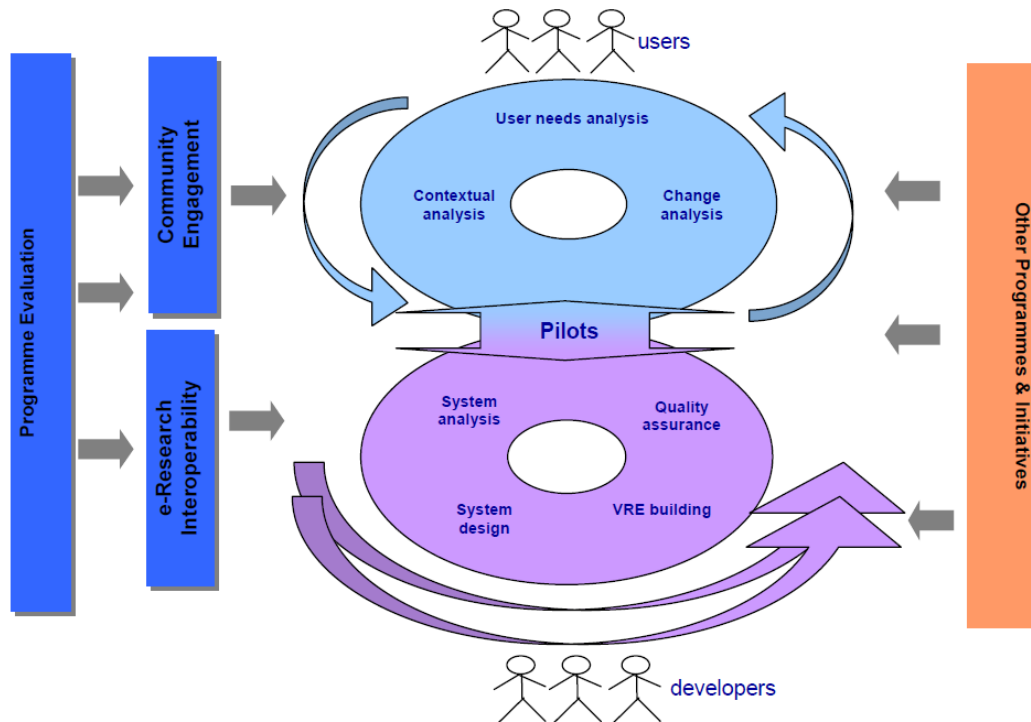 users
User needs analysis
Contextual
analysis
Change
analysis
Pilots
System
analysis
Quality
assurance
System
design
VRE building
developers
Programme Evaluation
Community
Engagement
e-Research
Interoperability
Other Programmes & Initiatives